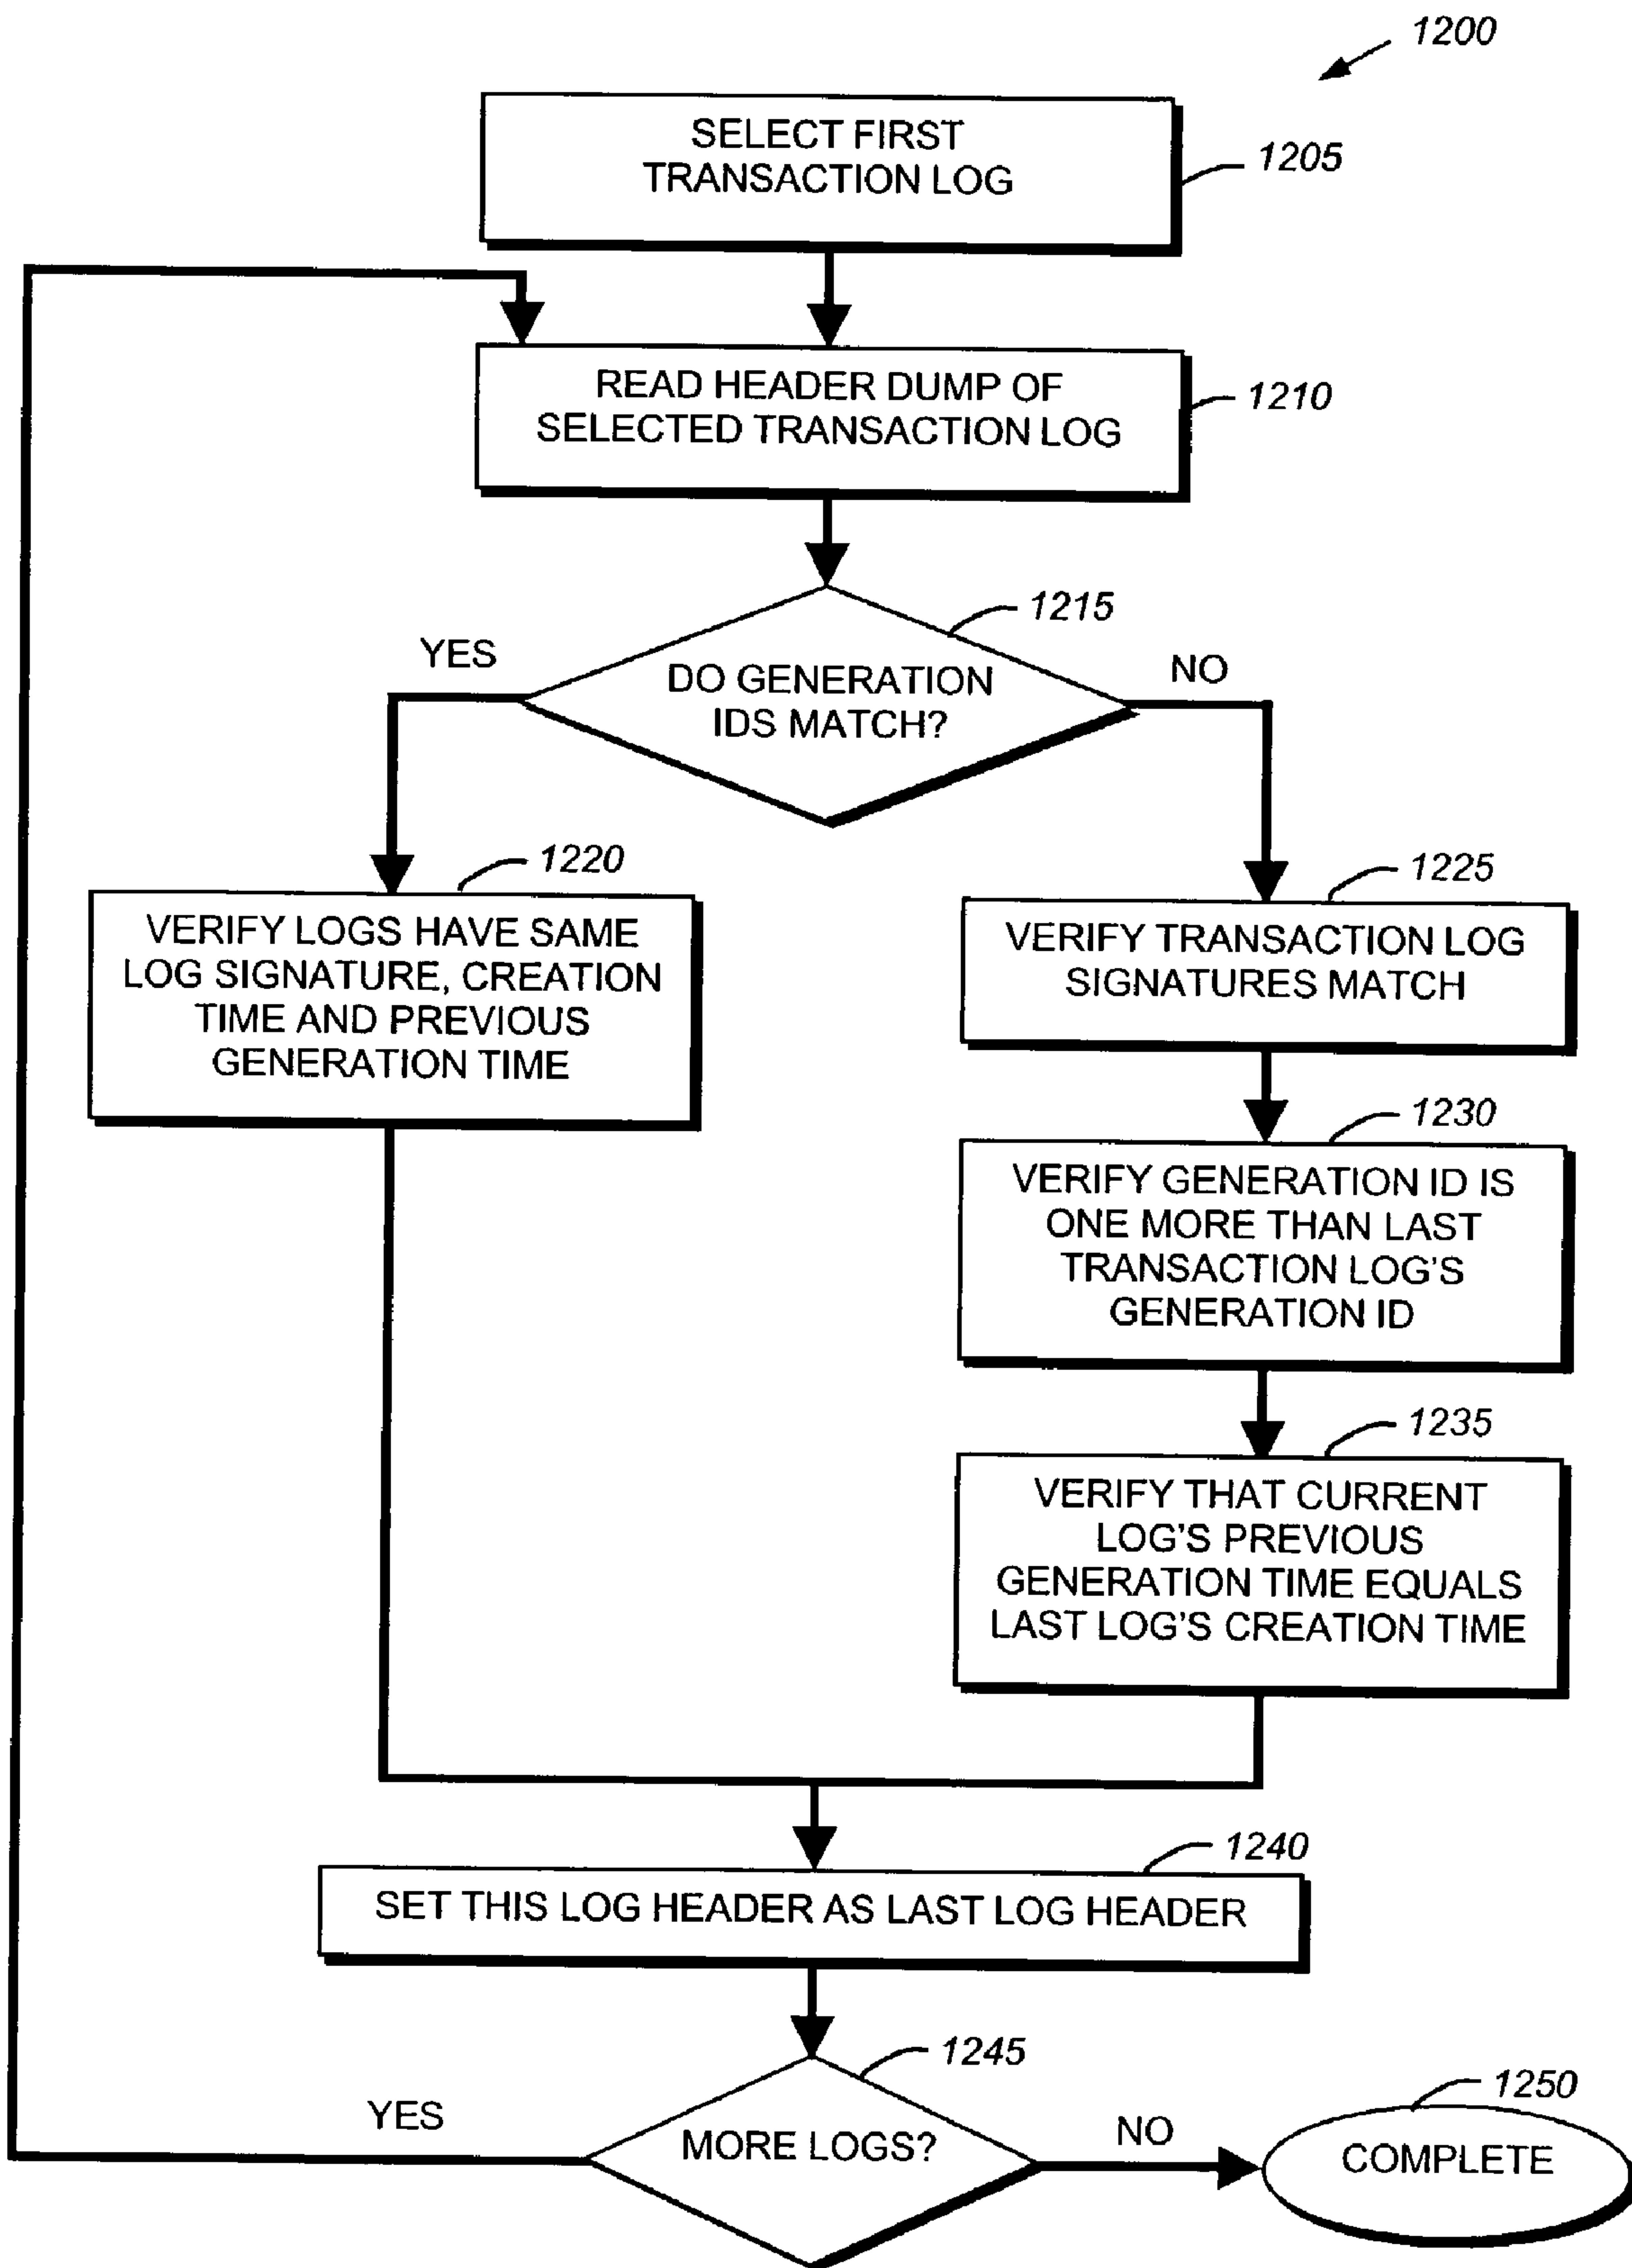 1200
SELECT FIRST
TRANSACTION LOG
1205
READ HEADER DUMP OF
SELECTED TRANSACTION LOG
1210
1215
YES
DO GENERATION
IDS MATCH?
NO
1220
VERIFY LOGS HAVE SAME
LOG SIGNATURE, CREATION
TIME AND PREVIOUS
GENERATION TIME
1225
VERIFY TRANSACTION LOG
SIGNATURES MATCH
1230
VERIFY GENERATION ID IS
ONE MORE THAN LAST
TRANSACTION LOG'S
GENERATION ID
1235
VERIFY THAT CURRENT
LOG'S PREVIOUS
GENERATION TIME EQUALS
LAST LOG'S CREATION TIME
1240
SET THIS LOG HEADER AS LAST LOG HEADER
1245
YES
MORE LOGS?
NO
1250
COMPLETE